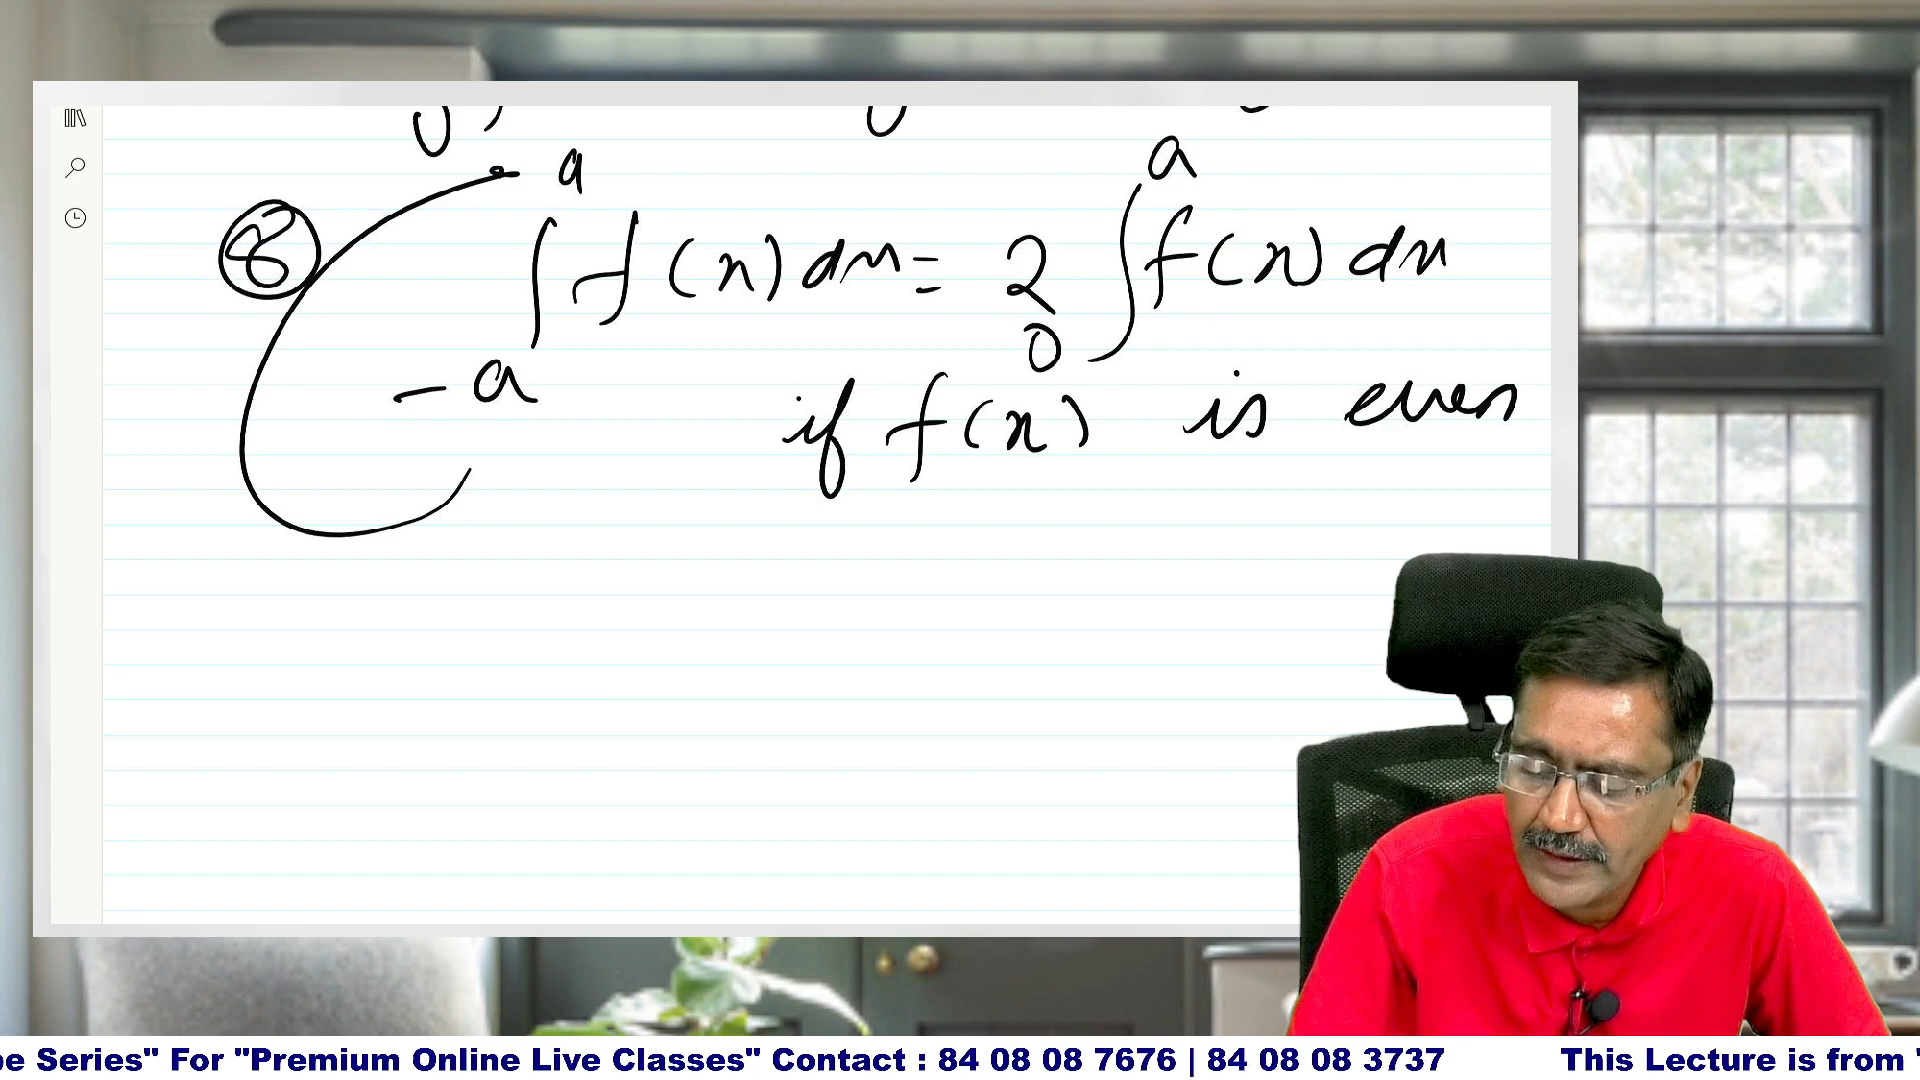 ⑧ ∫_{-a}^{a} f(x) dx = 2 ∫_{0}^{a} f(x) dx
if f(x) is even
Series" For "Premium Online Live Classes" Contact : 84 08 08 7676 | 84 08 08 3737 This Lecture is from